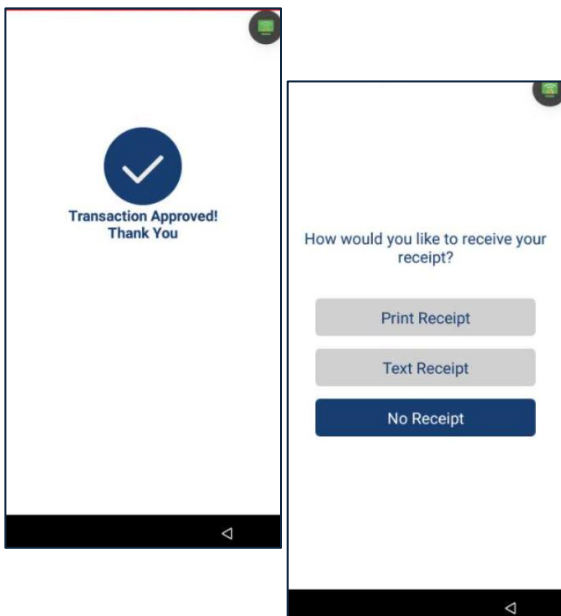 Transaction Approved!
Thank You
How would you like to receive your
receipt?
Print Receipt
Text Receipt
No Receipt